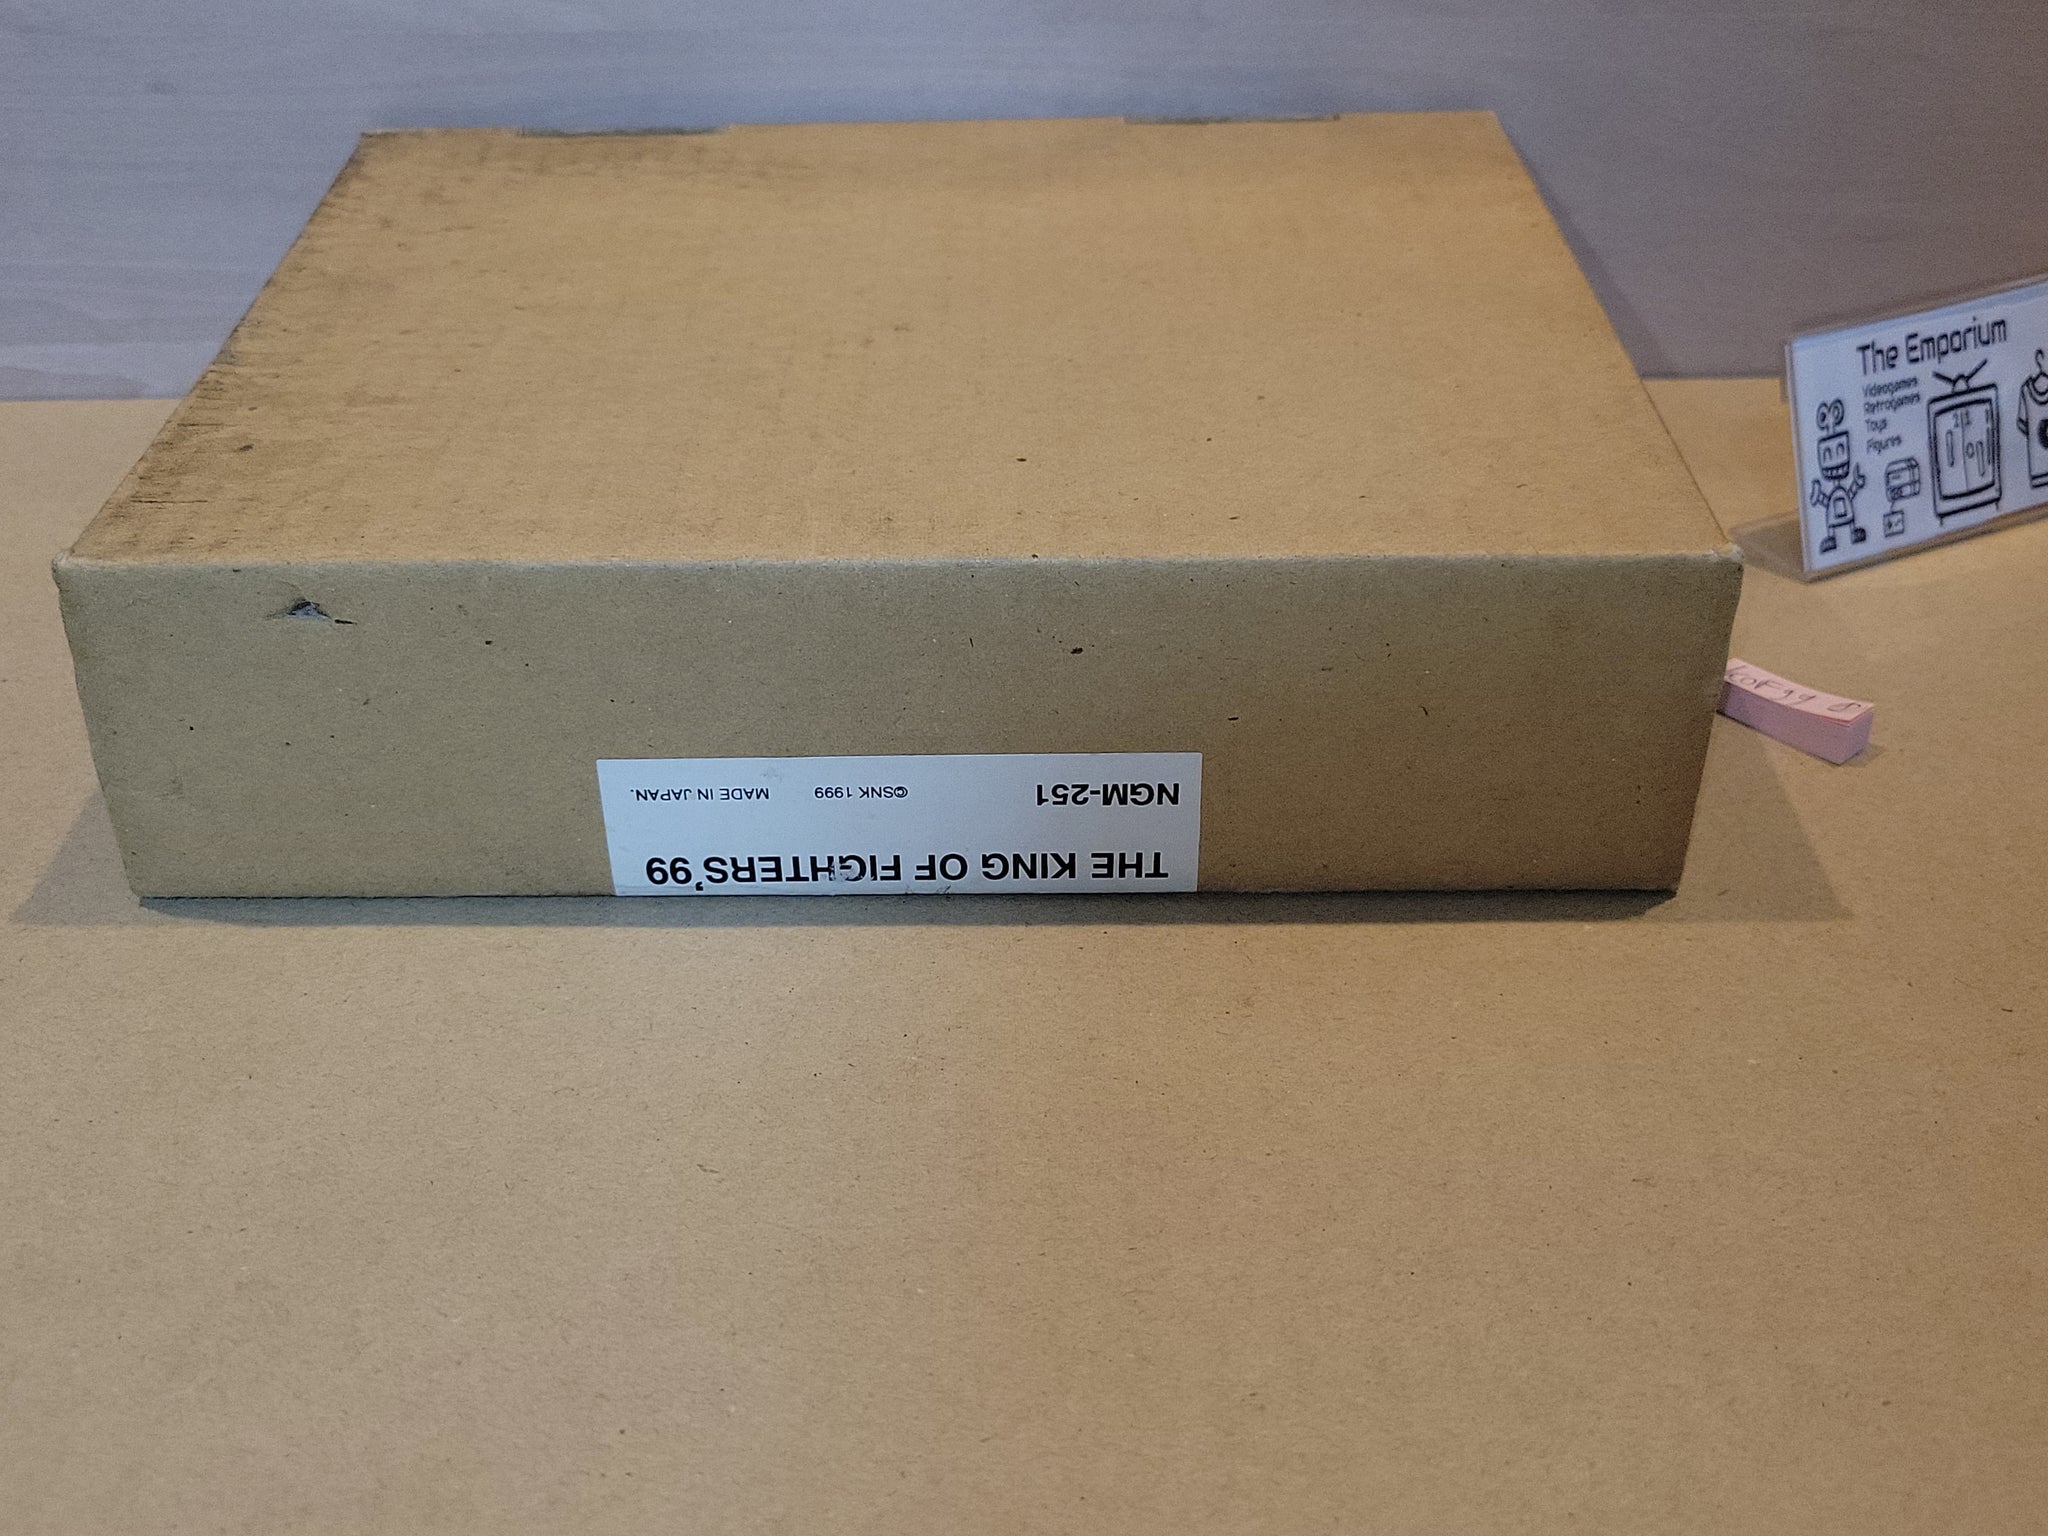 THE KING OF FIGHTERS'99
NGM-251 ©SNK 1999 MADE IN JAPAN.
The Emporium
Videogames
Retrogames
Toys
Figures